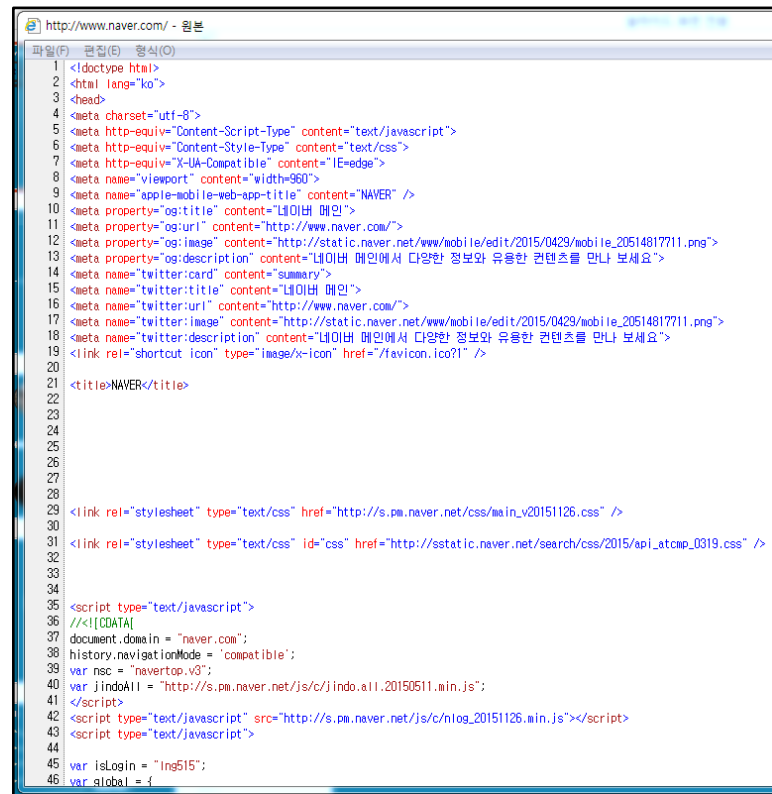 http://www.naver.com/ - 원본
파일(F) 편집(E) 형식(O)
1 <!doctype html>
2 <html lang="ko">
3 <head>
4 <meta charset="utf-8">
5 <meta http-equiv="Content-Script-Type" content="text/javascript">
6 <meta http-equiv="Content-Style-Type" content="text/css">
7 <meta http-equiv="X-UA-Compatible" content="IE=edge">
8 <meta name="viewport" content="width=960">
9 <meta name="apple-mobile-web-app-title" content="NAVER" />
10 <meta property="og:title" content="네이버 메인">
11 <meta property="og:url" content="http://www.naver.com/">
12 <meta property="og:image" content="http://static.naver.net/www/mobile/edit/2015/0429/mobile_20514817711.png">
13 <meta property="og:description" content="네이버 메인에서 다양한 정보와 유용한 컨텐츠를 만나 보세요">
14 <meta name="twitter:card" content="summary">
15 <meta name="twitter:title" content="네이버 메인">
16 <meta name="twitter:url" content="http://www.naver.com/">
17 <meta name="twitter:image" content="http://static.naver.net/www/mobile/edit/2015/0429/mobile_20514817711.png">
18 <meta name="twitter:description" content="네이버 메인에서 다양한 정보와 유용한 컨텐츠를 만나 보세요">
19 <link rel="shortcut icon" type="image/x-icon" href="/favicon.ico?1" />
20
21 <title>NAVER</title>
22
23
24
25
26
27
28
29 <link rel="stylesheet" type="text/css" href="http://s.pm.naver.net/css/main_v20151126.css" />
30
31 <link rel="stylesheet" type="text/css" id="css" href="http://sstatic.naver.net/search/css/2015/api_atcmp_0319.css" />
32
33
34
35 <script type="text/javascript">
36 //<![CDATA[
37 document.domain = "naver.com";
38 history.navigationMode = 'compatible';
39 var nsc = "navertop.v3";
40 var jindoAll = "http://s.pm.naver.net/js/c/jindo.all.20150511.min.js";
41 </script>
42 <script type="text/javascript" src="http://s.pm.naver.net/js/c/nlog_20151126.min.js"></script>
43 <script type="text/javascript">
44
45 var isLogin = "lng515";
46 var global = {